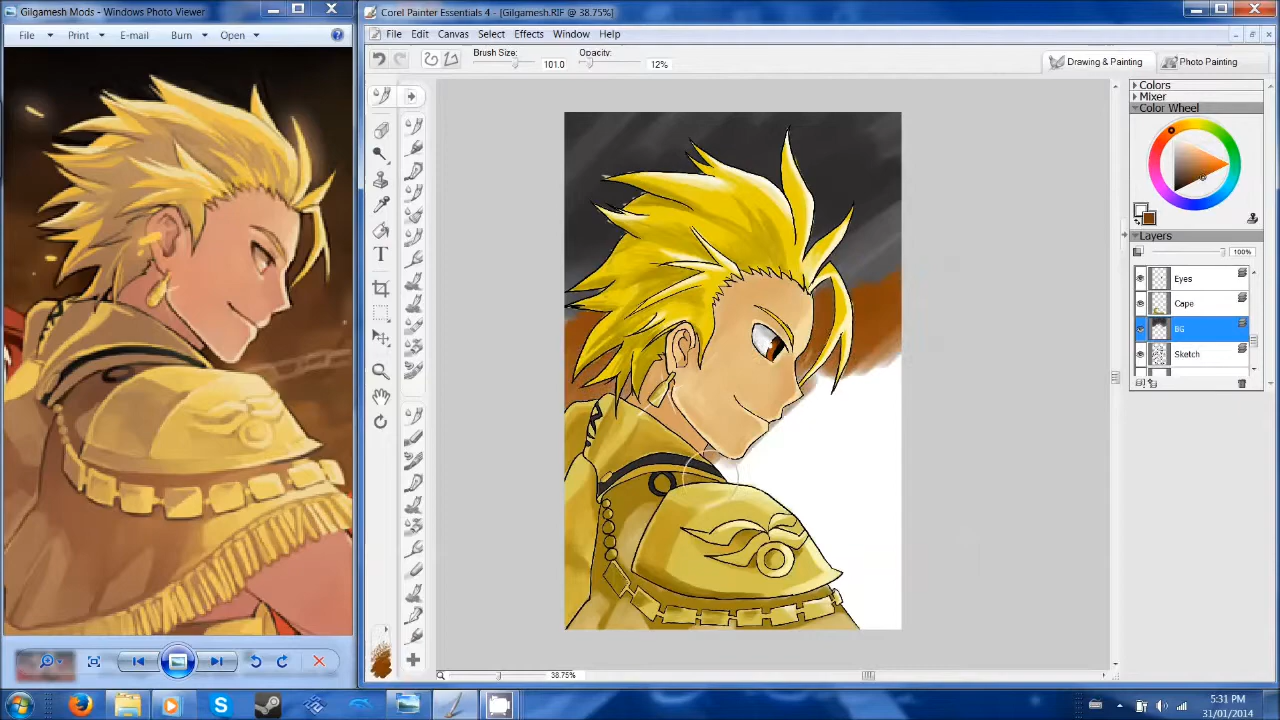 Gilgamesh Mods - Windows Photo Viewer
File Print E-mail Burn Open
Corel Painter Essentials 4 - [Gilgamesh.RIF @ 38.75%]
File Edit Canvas Select Effects Window Help
Brush Size: 101.0 Opacity: 12%
Drawing & Painting Photo Painting
Colors
Mixer
Color Wheel
Layers
100%
Eyes
Cape
BG
Sketch
38.75%
5:31 PM
31/01/2014